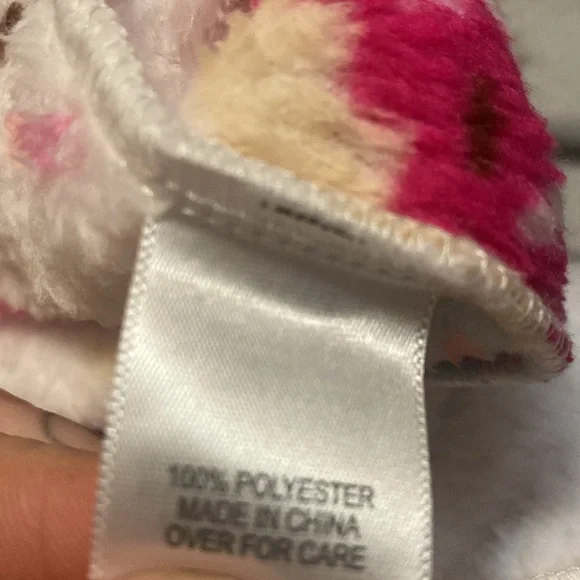 100% POLYESTER
MADE IN CHINA
OVER FOR CARE